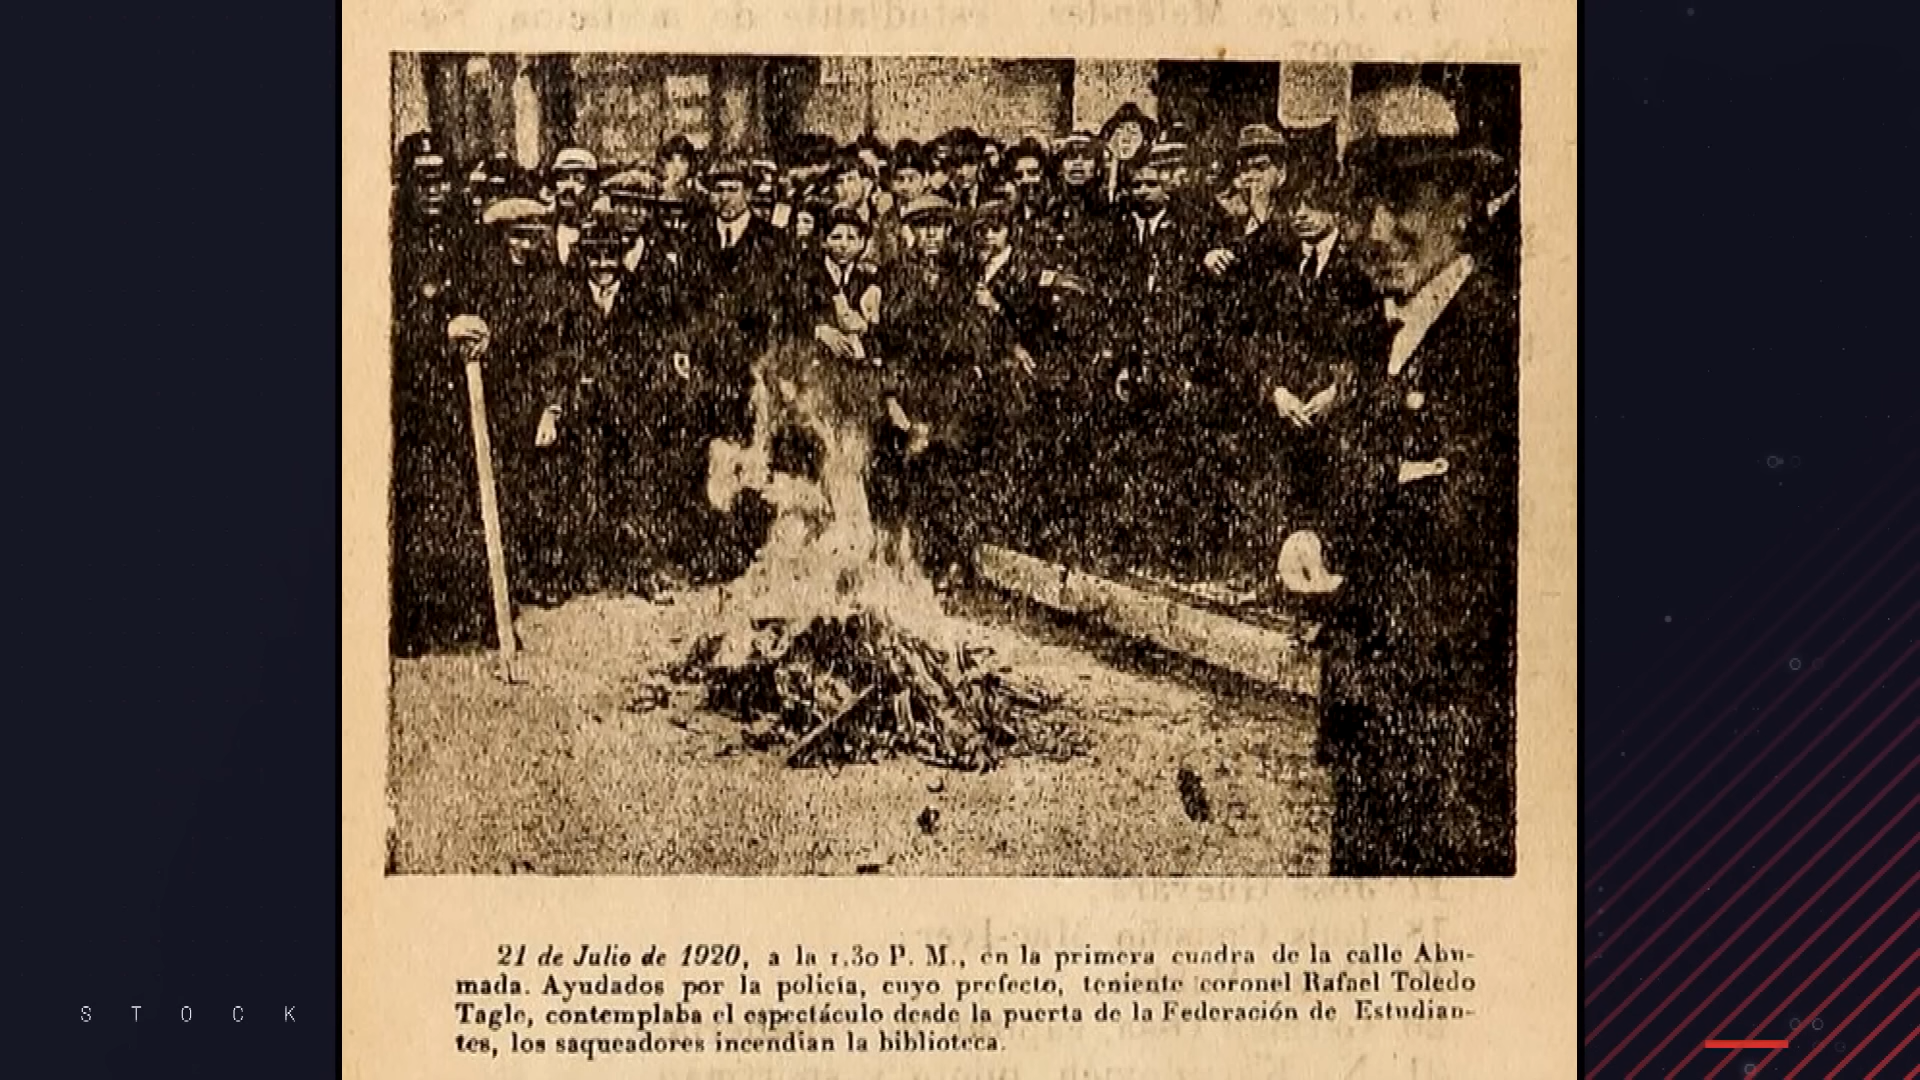 21 de Julio de 1920, a la 1.30 P. M., en la primera cuadra de la calle Ahu-
mada. Ayudados por la policía, cuyo prefecto, teniente coronel Rafael Toledo
Tagle, contemplaba el espectáculo desde la puerta de la Federación de Estudian-
tes, los saqueadores incendian la biblioteca.
STOCK